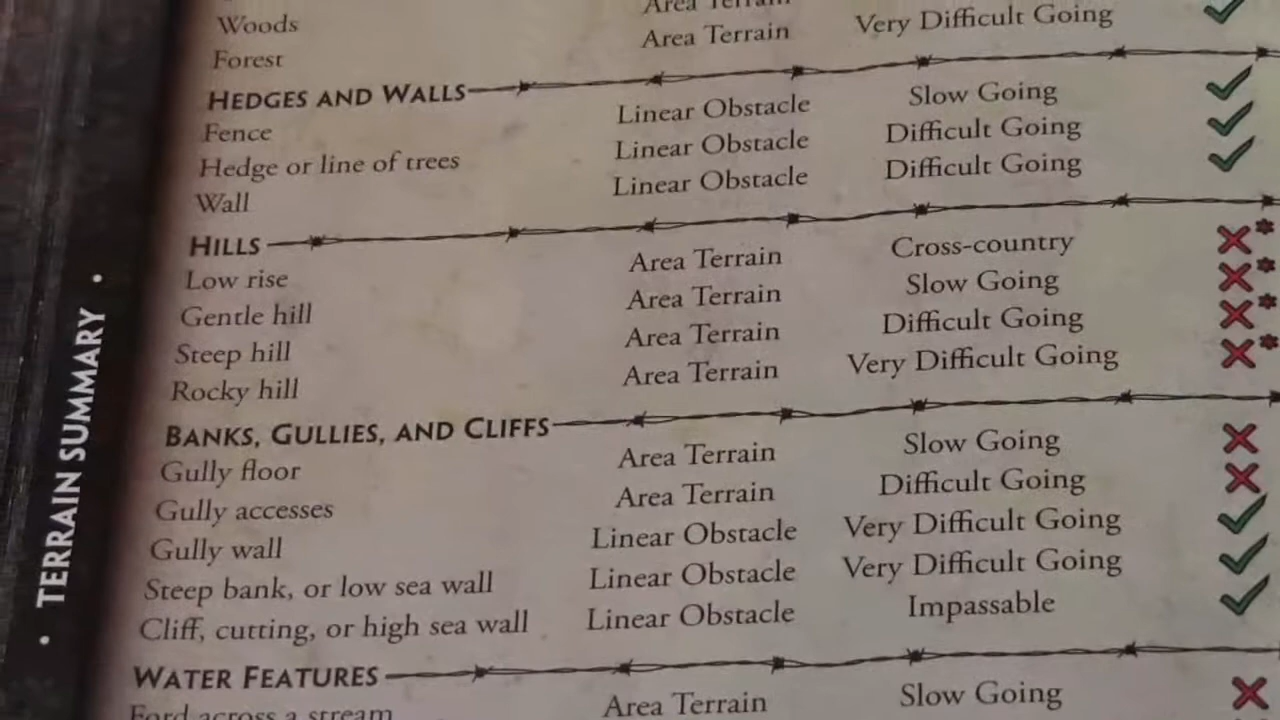 Woods Area Terrain
Forest Area Terrain Very Difficult Going ✓
HEDGES AND WALLS
Fence Linear Obstacle Slow Going ✓
Hedge or line of trees Linear Obstacle Difficult Going ✓
Wall Linear Obstacle Difficult Going ✓
HILLS
Low rise Area Terrain Cross-country ✗*
Gentle hill Area Terrain Slow Going ✗*
Steep hill Area Terrain Difficult Going ✗*
Rocky hill Area Terrain Very Difficult Going ✗*
BANKS, GULLIES, AND CLIFFS
Gully floor Area Terrain Slow Going ✗
Gully accesses Area Terrain Difficult Going ✗
Gully wall Linear Obstacle Very Difficult Going ✓
Steep bank, or low sea wall Linear Obstacle Very Difficult Going ✓
Cliff, cutting, or high sea wall Linear Obstacle Impassable ✓
WATER FEATURES
Ford across a stream Area Terrain Slow Going ✗
• TERRAIN SUMMARY •